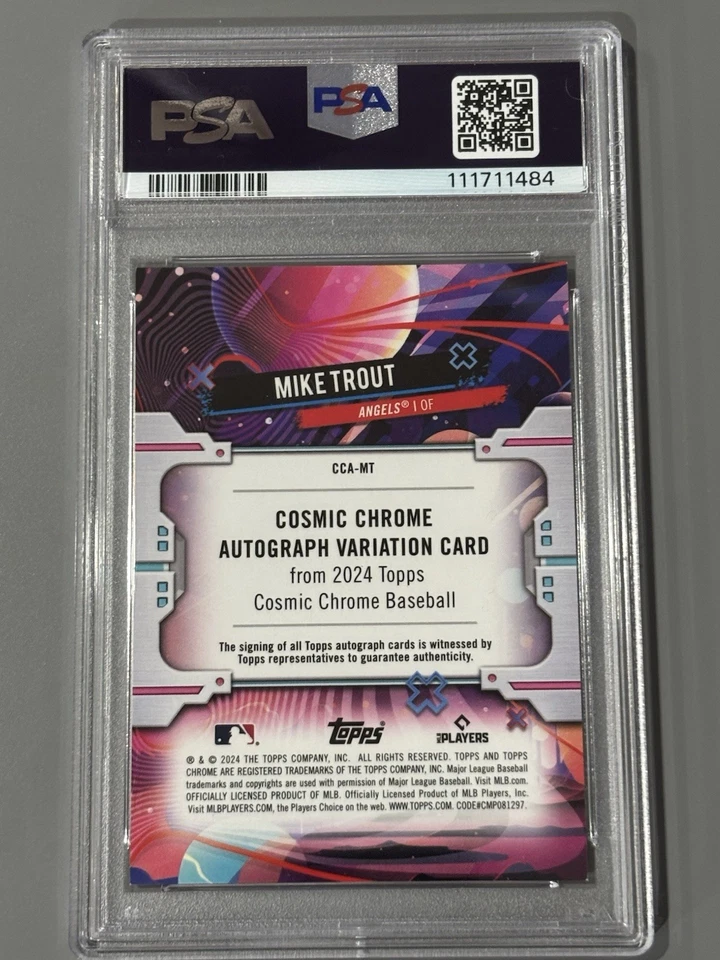 PSA PSA
111711484
MIKE TROUT
ANGELS® | OF
CCA-MT
COSMIC CHROME
AUTOGRAPH VARIATION CARD
from 2024 Topps
Cosmic Chrome Baseball
The signing of all Topps autograph cards is witnessed by
Topps representatives to guarantee authenticity.
topps PLAYERS
® & © 2024 THE TOPPS COMPANY, INC. ALL RIGHTS RESERVED. TOPPS AND TOPPS
CHROME ARE REGISTERED TRADEMARKS OF THE TOPPS COMPANY, INC. Major League Baseball
trademarks and copyrights are used with permission of Major League Baseball. Visit MLB.com.
OFFICIALLY LICENSED PRODUCT OF MLB. Officially Licensed Product of MLB Players, Inc.
Visit MLBPLAYERS.COM, the Players Choice on the web. WWW.TOPPS.COM. CODE#CMP081297.